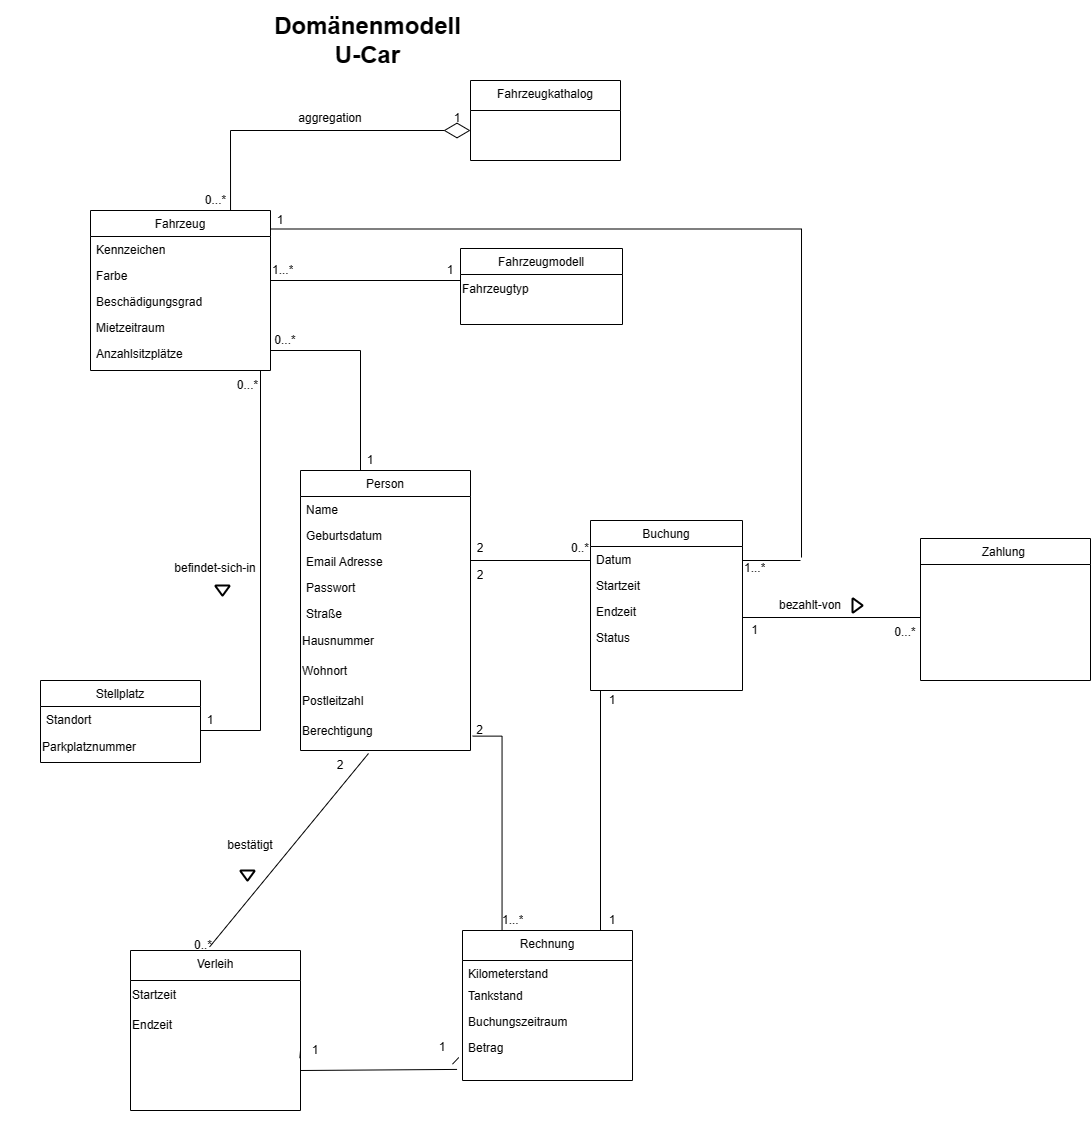 Domänenmodell
U-Car
Fahrzeugkathalog
aggregation
1
0...*
Fahrzeug
Kennzeichen
Farbe
Beschädigungsgrad
Mietzeitraum
Anzahlsitzplätze
1
1...*
1
Fahrzeugmodell
Fahrzeugtyp
0...*
0...*
1
Person
Name
Geburtsdatum
Email Adresse
Passwort
Straße
Hausnummer
Wohnort
Postleitzahl
Berechtigung
2
2
0..*
Buchung
Datum
Startzeit
Endzeit
Status
1...*
bezahlt-von
1
0...*
Zahlung
befindet-sich-in
Stellplatz
Standort
Parkplatznummer
1
2
2
1
bestätigt
0..*
1...*
1
Verleih
Startzeit
Endzeit
1
1
Rechnung
Kilometerstand
Tankstand
Buchungszeitraum
Betrag